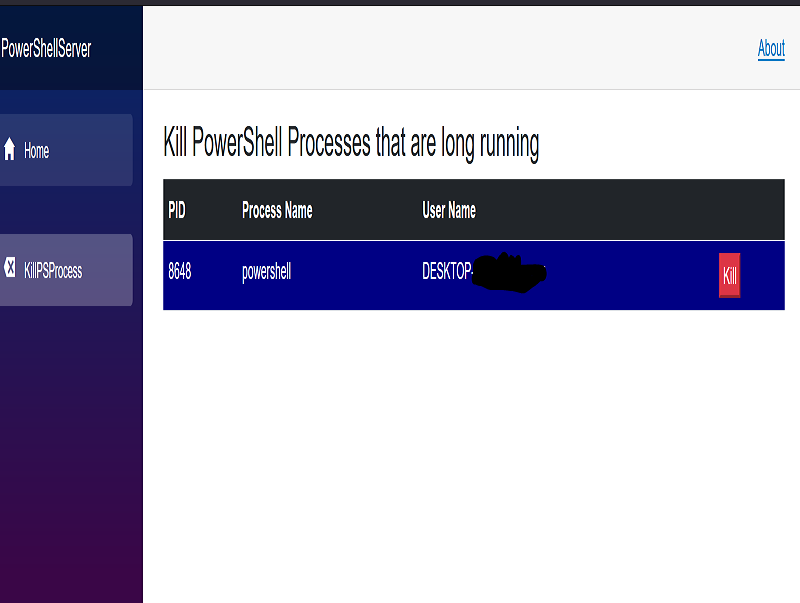 PowerShellServer
About
Home
KillPSProcess
Kill PowerShell Processes that are long running
PID Process Name User Name
8648 powershell DESKTOP- Kill